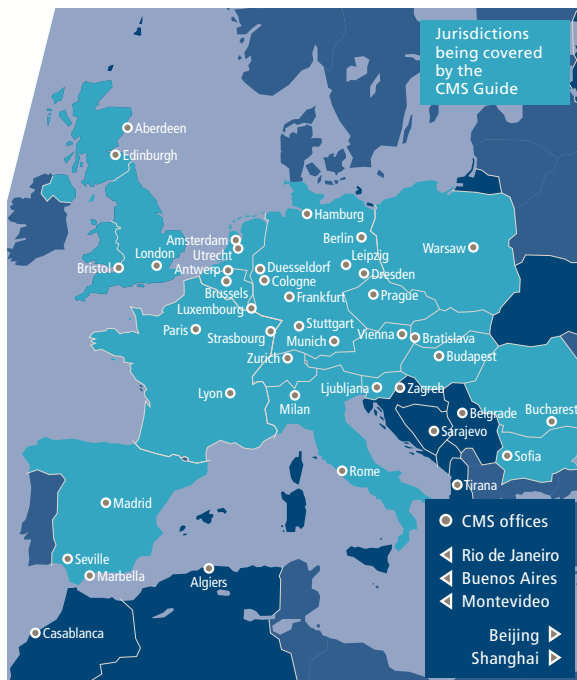 Jurisdictions
being covered
by the
CMS Guide
Aberdeen
Edinburgh
Hamburg
Amsterdam
Berlin
Utrecht
Warsaw
London
Leipzig
Bristol
Antwerp
Duesseldorf
Dresden
Cologne
Brussels
Frankfurt
Prague
Luxembourg
Paris
Strasbourg
Stuttgart
Munich
Vienna
Bratislava
Zurich
Budapest
Lyon
Milan
Ljubljana
Zagreb
Belgrade
Bucharest
Sarajevo
Sofia
Rome
Tirana
Madrid
CMS offices
Seville
Marbella
Algiers
Rio de Janeiro
Buenos Aires
Montevideo
Casablanca
Beijing
Shanghai